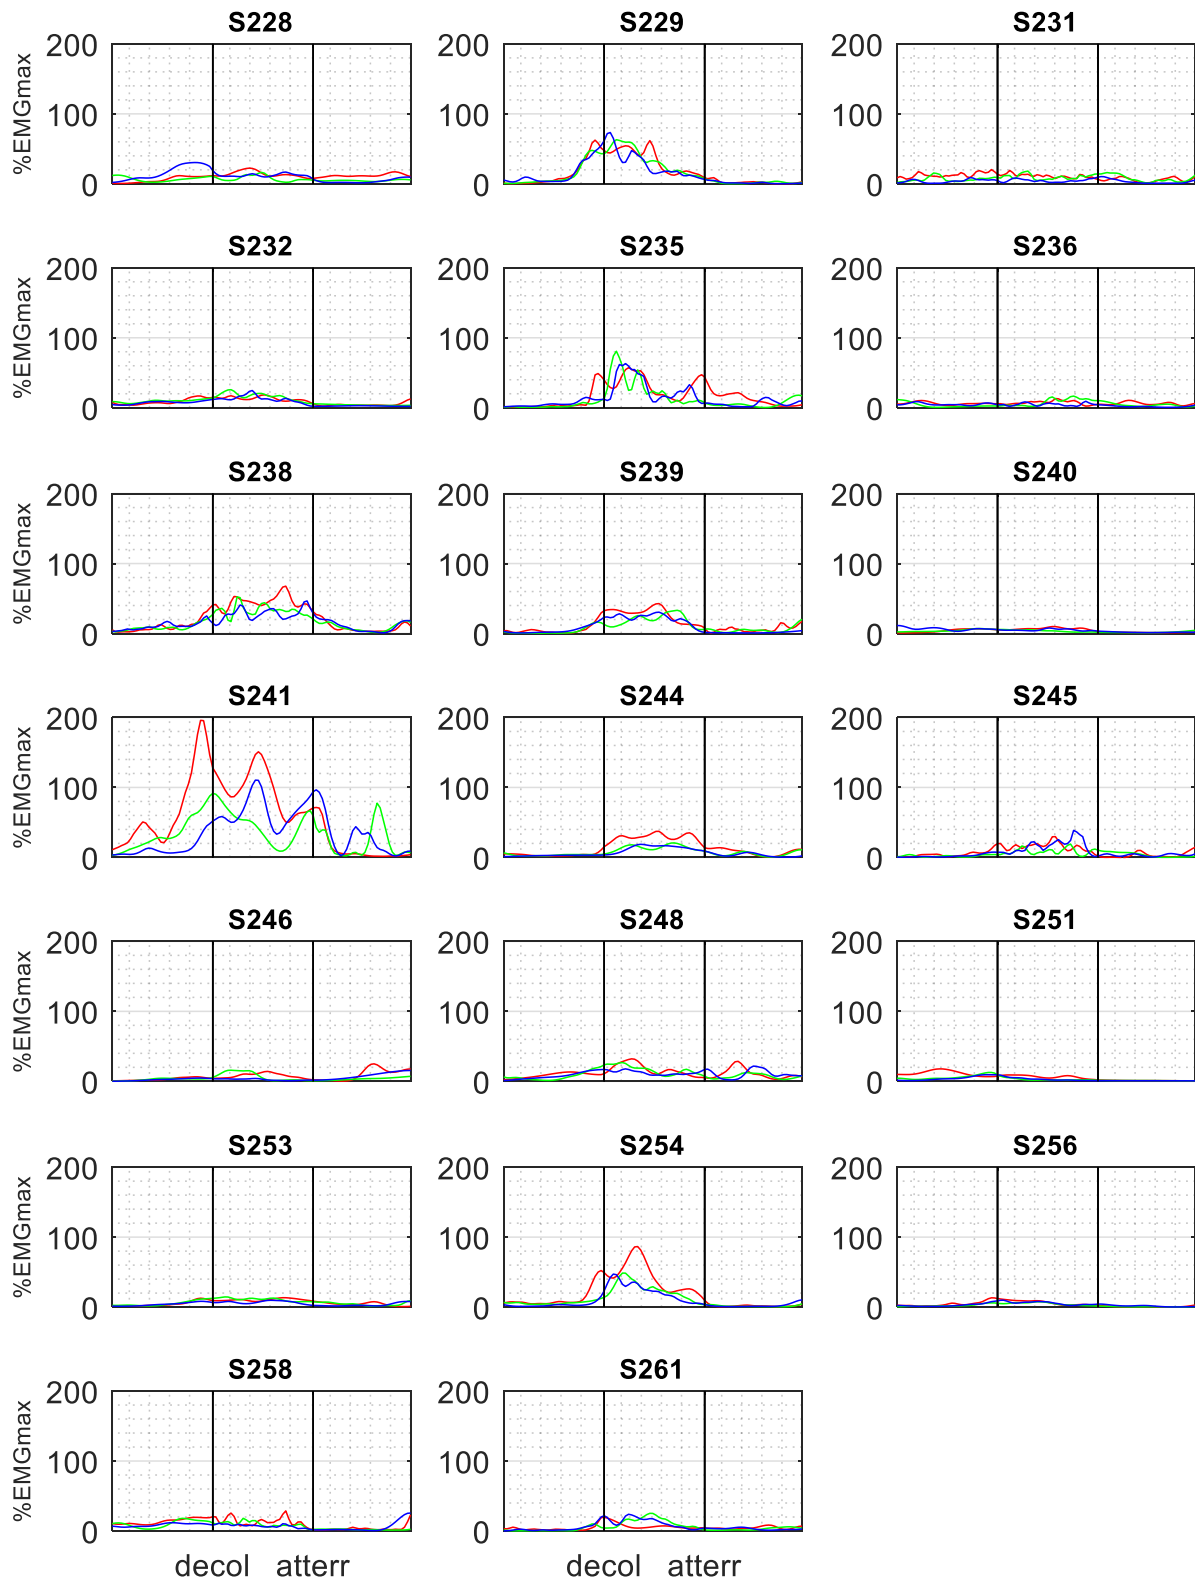 S228 S229 S231
%EMGmax 200 100 0 200 100 0 200 100 0
S232 S235 S236
%EMGmax 200 100 0 200 100 0 200 100 0
S238 S239 S240
%EMGmax 200 100 0 200 100 0 200 100 0
S241 S244 S245
%EMGmax 200 100 0 200 100 0 200 100 0
S246 S248 S251
%EMGmax 200 100 0 200 100 0 200 100 0
S253 S254 S256
%EMGmax 200 100 0 200 100 0 200 100 0
S258 S261
%EMGmax 200 100 0 200 100 0
decol atterr decol atterr